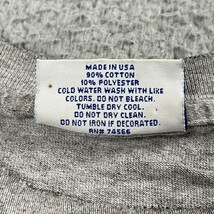 MADE IN USA
90% COTTON
10% POLYESTER
COLD WATER WASH WITH LIKE
COLORS. DO NOT BLEACH.
TUMBLE DRY COOL.
DO NOT DRY CLEAN.
DO NOT IRON IF DECORATED.
RN# 74566